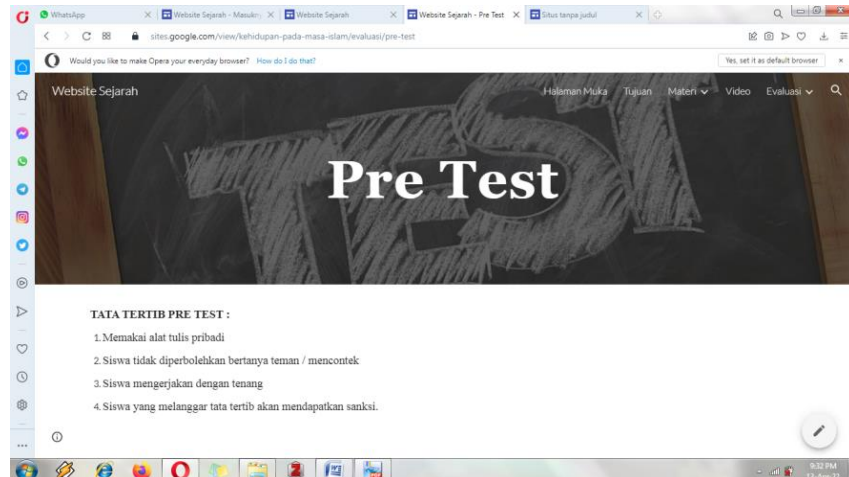 WhatsApp
Website Sejarah - Masukny
Website Sejarah
Website Sejarah - Pre Test
Situs tanpa judul
sites.google.com/view/kehidupan-pada-masa-islam/evaluasi/pre-test
Would you like to make Opera your everyday browser? How do I do that?
Yes, set it as default browser
Website Sejarah
Halaman Muka Tujuan Materi Video Evaluasi
TEST
Pre Test
TATA TERTIB PRE TEST :
1. Memakai alat tulis pribadi
2. Siswa tidak diperbolehkan bertanya teman / mencontek
3. Siswa mengerjakan dengan tenang
4. Siswa yang melanggar tata tertib akan mendapatkan sanksi.
9:32 PM